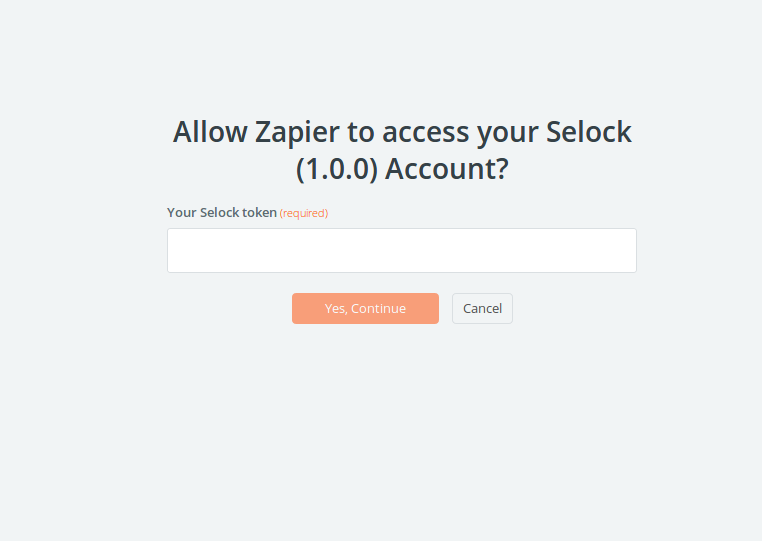 Allow Zapier to access your Selock
(1.0.0) Account?
Your Selock token (required)
Yes, Continue
Cancel